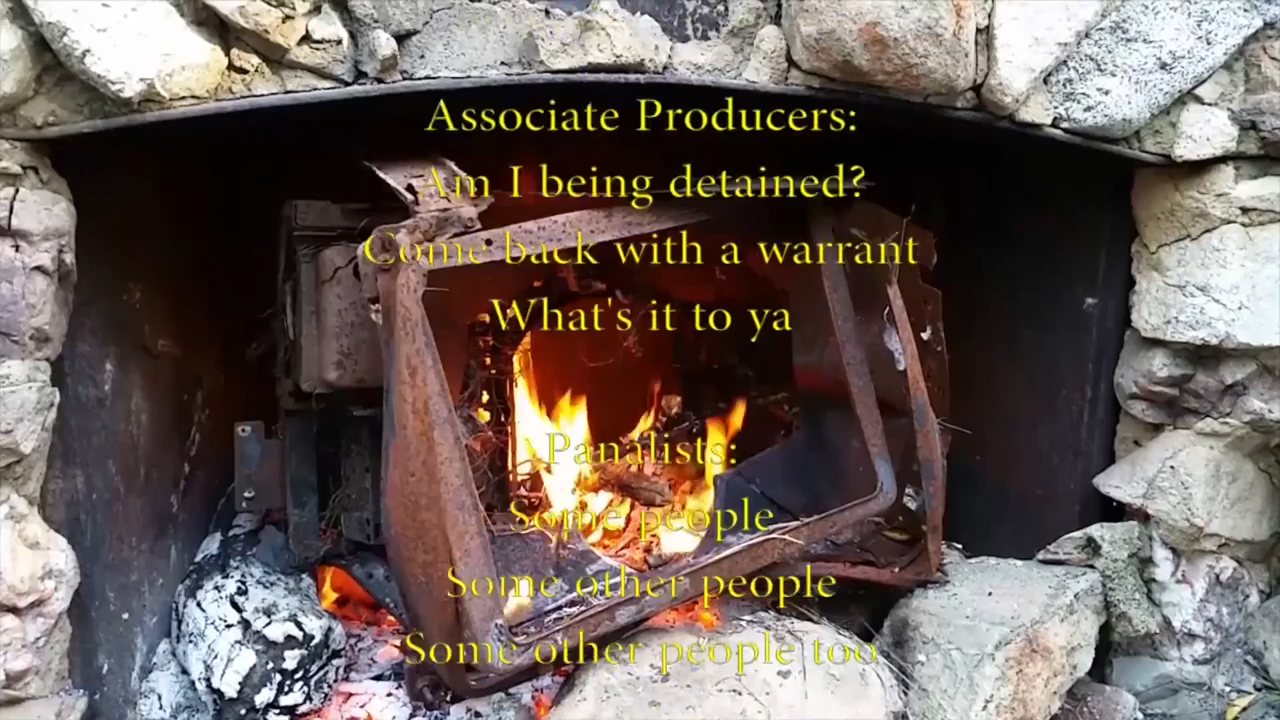 Associate Producers:
Am I being detained?
Come back with a warrant
What's it to ya
Panalists:
Some people
Some other people
Some other people too